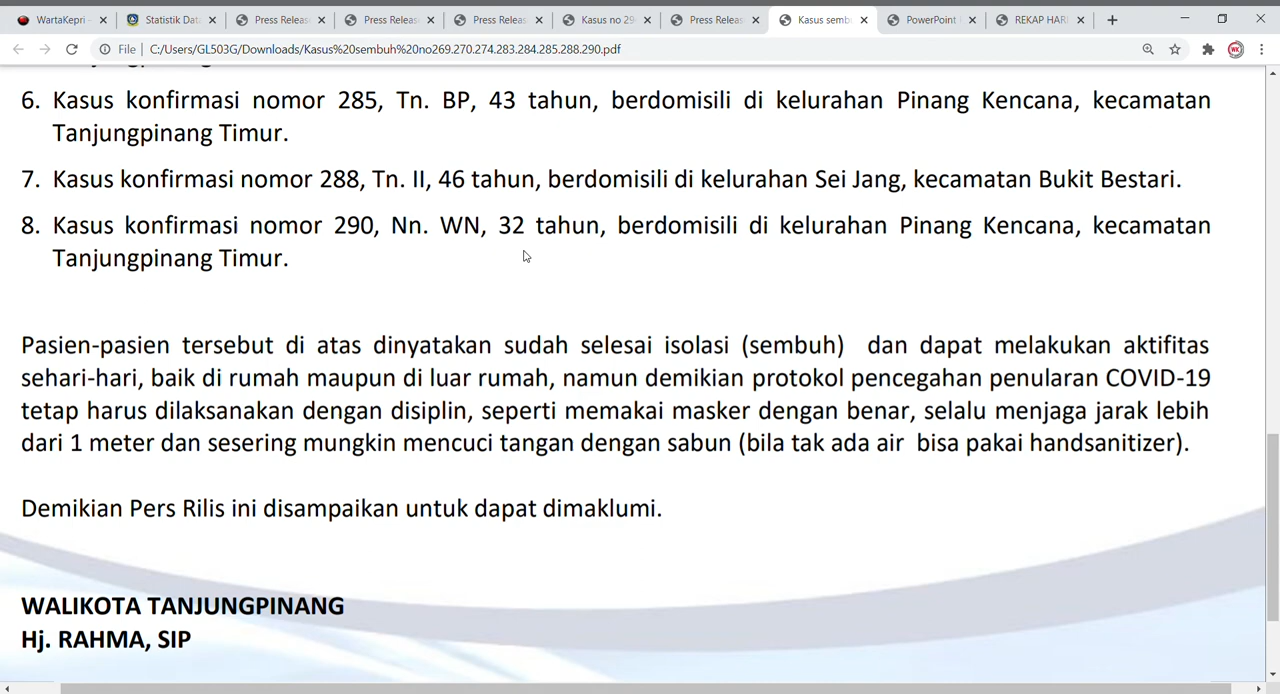 WartaKepri -
Statistik Dat
Press Releas
Press Releas
Press Releas
Kasus no 29
Press Releas
Kasus semb
PowerPoint
REKAP HAR
File | C:/Users/GL503G/Downloads/Kasus%20sembuh%20no269.270.274.283.284.285.288.290.pdf
WK
6. Kasus konfirmasi nomor 285, Tn. BP, 43 tahun, berdomisili di kelurahan Pinang Kencana, kecamatan
Tanjungpinang Timur.
7. Kasus konfirmasi nomor 288, Tn. II, 46 tahun, berdomisili di kelurahan Sei Jang, kecamatan Bukit Bestari.
8. Kasus konfirmasi nomor 290, Nn. WN, 32 tahun, berdomisili di kelurahan Pinang Kencana, kecamatan
Tanjungpinang Timur.
Pasien-pasien tersebut di atas dinyatakan sudah selesai isolasi (sembuh) dan dapat melakukan aktifitas
sehari-hari, baik di rumah maupun di luar rumah, namun demikian protokol pencegahan penularan COVID-19
tetap harus dilaksanakan dengan disiplin, seperti memakai masker dengan benar, selalu menjaga jarak lebih
dari 1 meter dan sesering mungkin mencuci tangan dengan sabun (bila tak ada air bisa pakai handsanitizer).
Demikian Pers Rilis ini disampaikan untuk dapat dimaklumi.
WALIKOTA TANJUNGPINANG
Hj. RAHMA, SIP